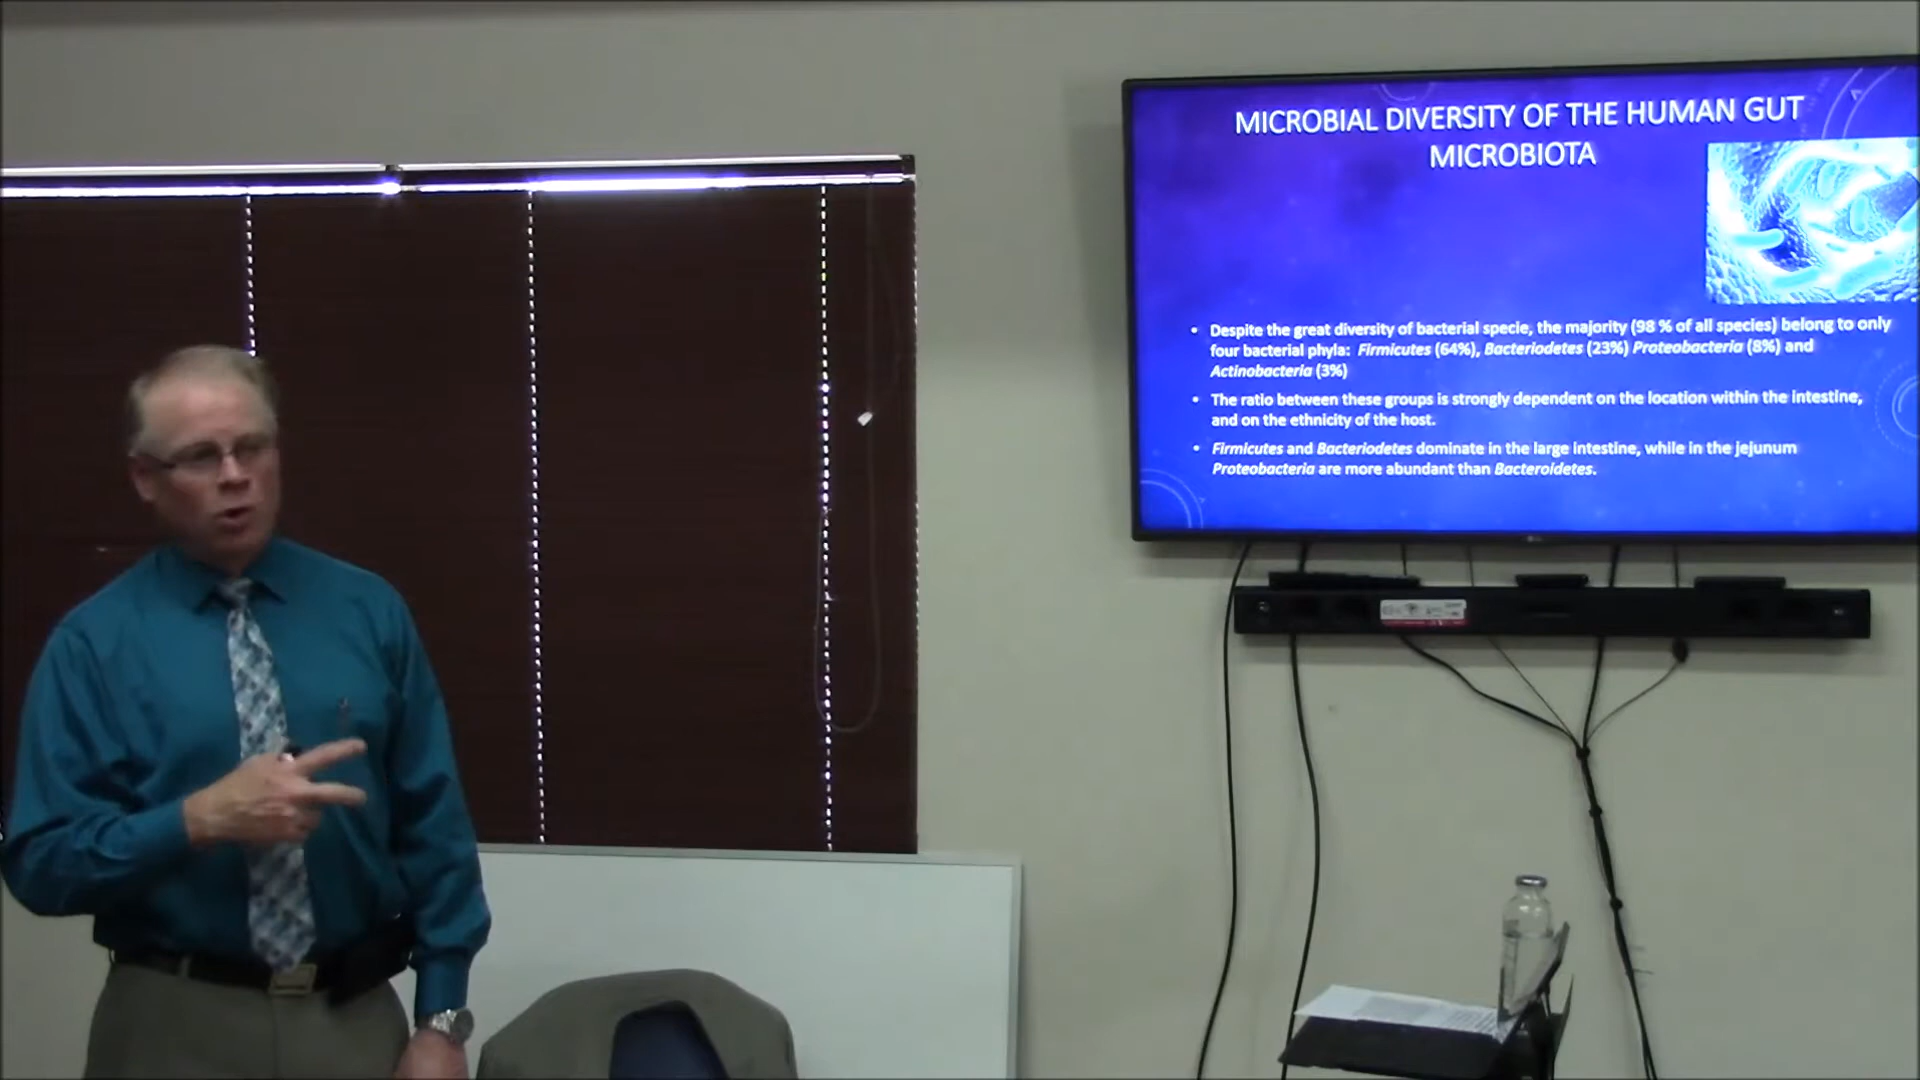 MICROBIAL DIVERSITY OF THE HUMAN GUT
MICROBIOTA
• Despite the great diversity of bacterial specie, the majority (98 % of all species) belong to only
four bacterial phyla: Firmicutes (64%), Bacteriodetes (23%) Proteobacteria (8%) and
Actinobacteria (3%)
• The ratio between these groups is strongly dependent on the location within the intestine,
and on the ethnicity of the host.
• Firmicutes and Bacteriodetes dominate in the large intestine, while in the jejunum
Proteobacteria are more abundant than Bacteroidetes.